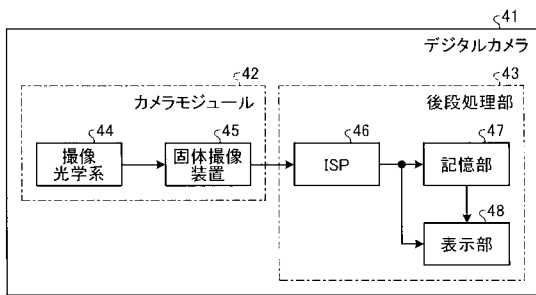 41
デジタルカメラ
42
カメラモジュール
43
後段処理部
44
撮像
光学系
45
固体撮像
装置
46
ISP
47
記憶部
48
表示部